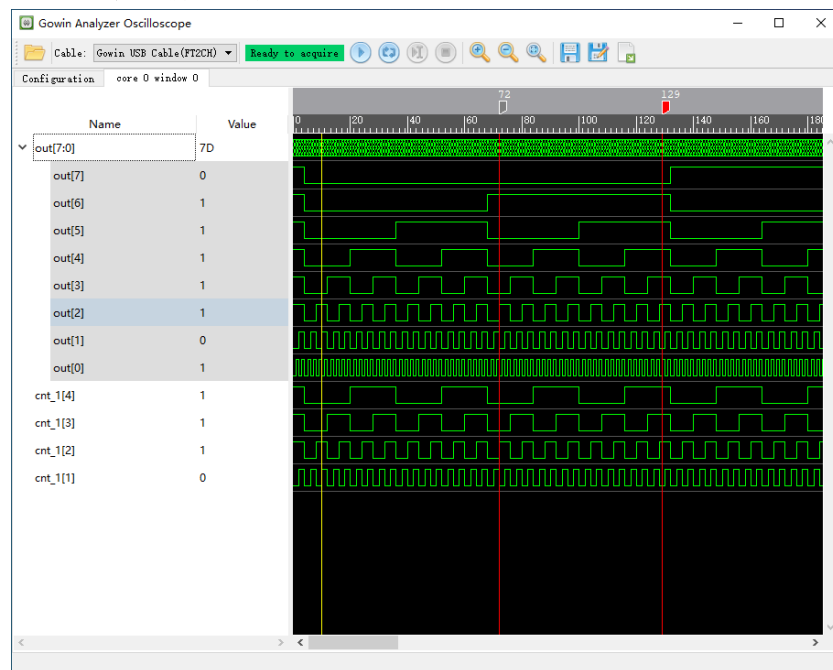 Gowin Analyzer Oscilloscope
Cable: Gowin USB Cable(FT2CH) Ready to acquire
Configuration core 0 window 0
72 129
Name Value 0 20 40 60 80 100 120 140 160 180
out[7:0] 7D
out[7] 0
out[6] 1
out[5] 1
out[4] 1
out[3] 1
out[2] 1
out[1] 0
out[0] 1
cnt_1[4] 1
cnt_1[3] 1
cnt_1[2] 1
cnt_1[1] 0